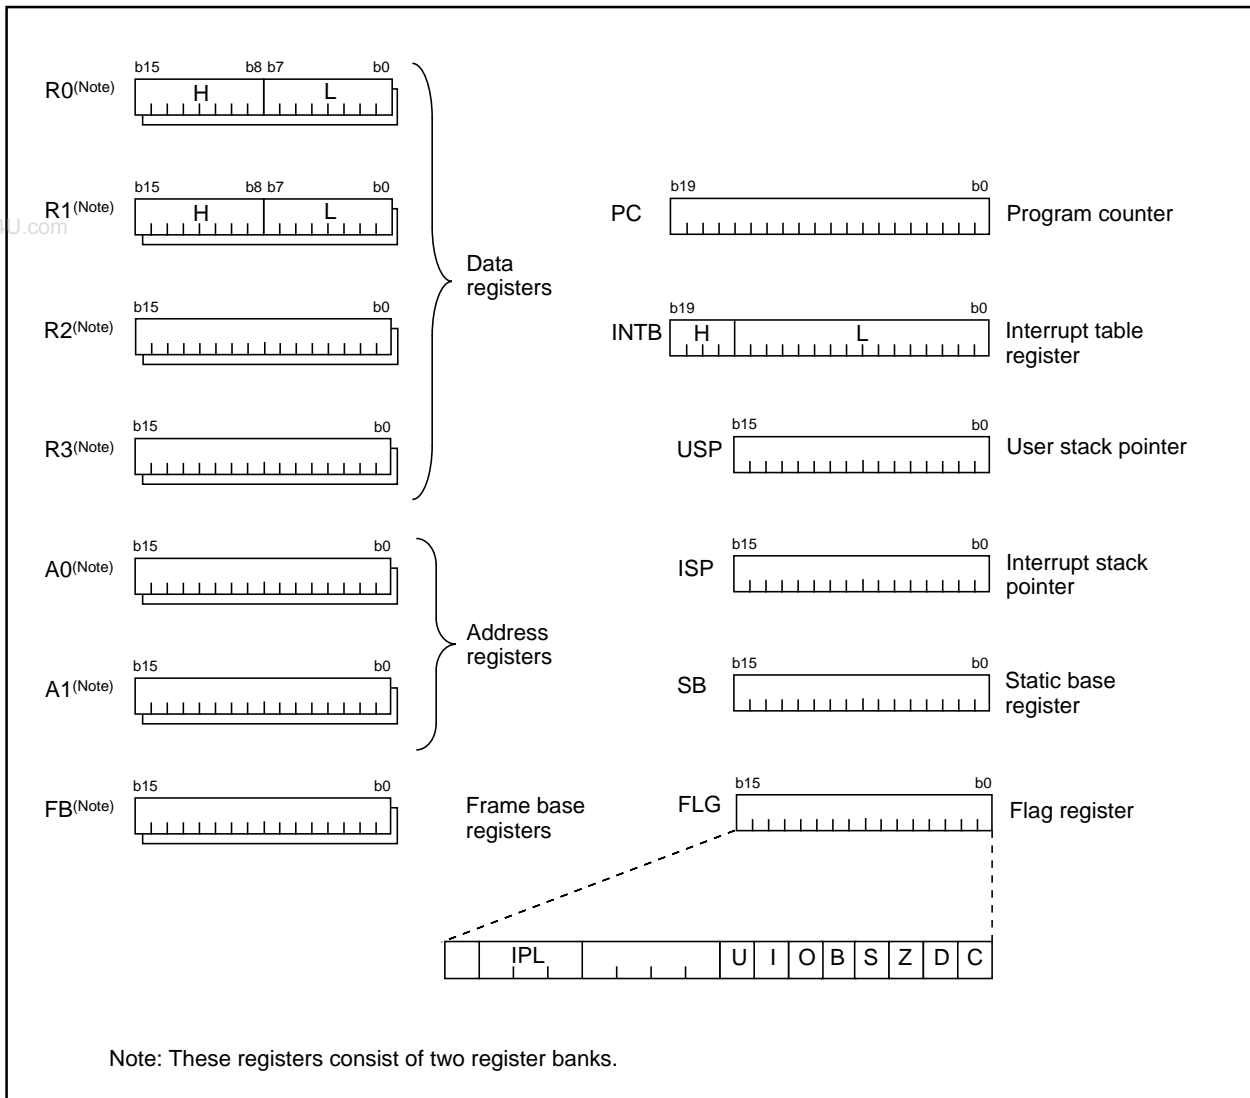 b15 b8 b7 b0
R0(Note) H L
b15 b8 b7 b0
R1(Note) H L
4U.com
b15 b0
R2(Note)
b15 b0
R3(Note)
Data
registers
b15 b0
A0(Note)
b15 b0
A1(Note)
Address
registers
b15 b0
FB(Note)
Frame base
registers
b19 b0
PC Program counter
b19 b0
INTB H L Interrupt table
register
b15 b0
USP User stack pointer
b15 b0
ISP Interrupt stack
pointer
b15 b0
SB Static base
register
b15 b0
FLG Flag register
IPL U I O B S Z D C
Note: These registers consist of two register banks.